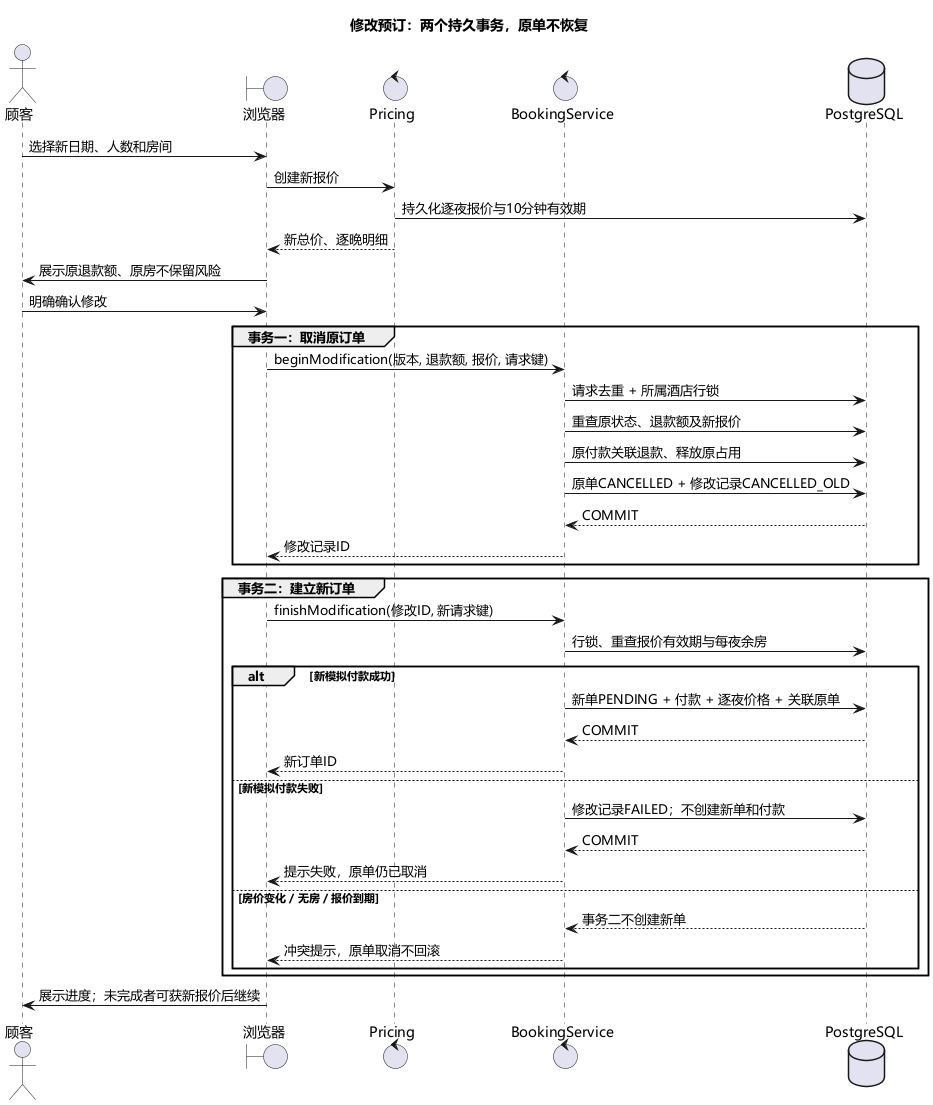 修改预订：两个持久事务，原单不恢复
顾客
浏览器
Pricing
BookingService
PostgreSQL
选择新日期、人数和房间
创建新报价
持久化逐夜报价与10分钟有效期
新总价、逐晚明细
展示原退款额、原房不保留风险
明确确认修改
事务一：取消原订单
beginModification(版本, 退款额, 报价, 请求键)
请求去重 + 所属酒店行锁
重查原状态、退款额及新报价
原付款关联退款、释放原占用
原单CANCELLED + 修改记录CANCELLED_OLD
COMMIT
修改记录ID
事务二：建立新订单
finishModification(修改ID, 新请求键)
行锁、重查报价有效期与每夜余房
alt [新模拟付款成功]
新单PENDING + 付款 + 逐夜价格 + 关联原单
COMMIT
新订单ID
[新模拟付款失败]
修改记录FAILED；不创建新单和付款
COMMIT
提示失败，原单仍已取消
[房价变化 / 无房 / 报价到期]
事务二不创建新单
冲突提示，原单取消不回滚
展示进度；未完成者可获新报价后继续
顾客
浏览器
Pricing
BookingService
PostgreSQL